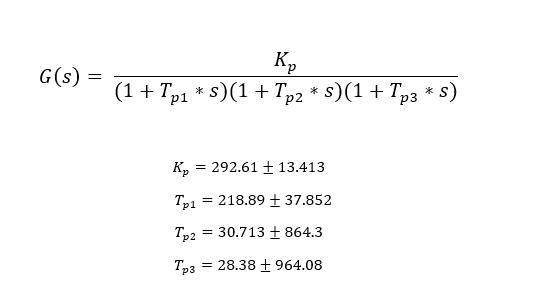 G(s) = K_p / (1 + T_p1 * s)(1 + T_p2 * s)(1 + T_p3 * s)
K_p = 292.61 ± 13.413
T_p1 = 218.89 ± 37.852
T_p2 = 30.713 ± 864.3
T_p3 = 28.38 ± 964.08